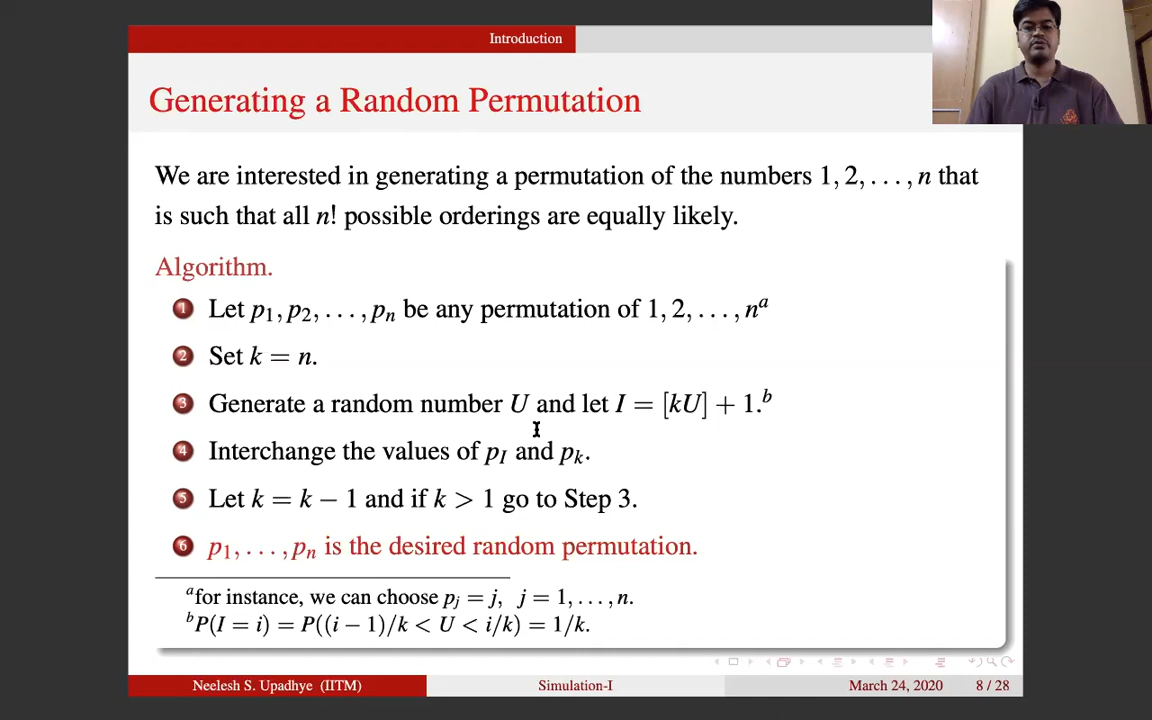 Introduction
Generating a Random Permutation
We are interested in generating a permutation of the numbers 1, 2, . . . , n that
is such that all n! possible orderings are equally likely.
Algorithm.
1 Let p₁, p₂, . . . , pₙ be any permutation of 1, 2, . . . , nᵃ
2 Set k = n.
3 Generate a random number U and let I = [kU] + 1.ᵇ
4 Interchange the values of p_I and pₖ.
5 Let k = k − 1 and if k > 1 go to Step 3.
6 p₁, . . . , pₙ is the desired random permutation.
ᵃfor instance, we can choose pⱼ = j, j = 1, . . . , n.
ᵇP(I = i) = P((i − 1)/k < U < i/k) = 1/k.
Neelesh S. Upadhye (IITM) Simulation-I March 24, 2020 8 / 28